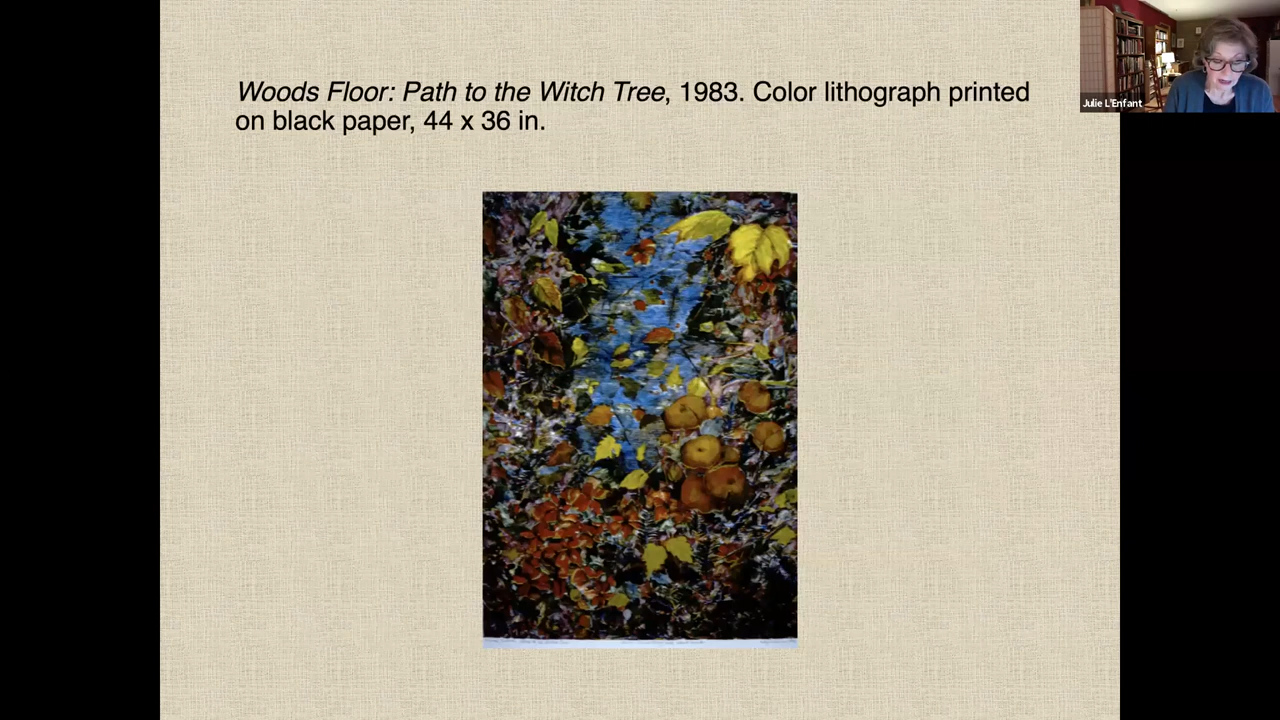 Woods Floor: Path to the Witch Tree, 1983. Color lithograph printed
on black paper, 44 x 36 in.
Julie L'Enfant